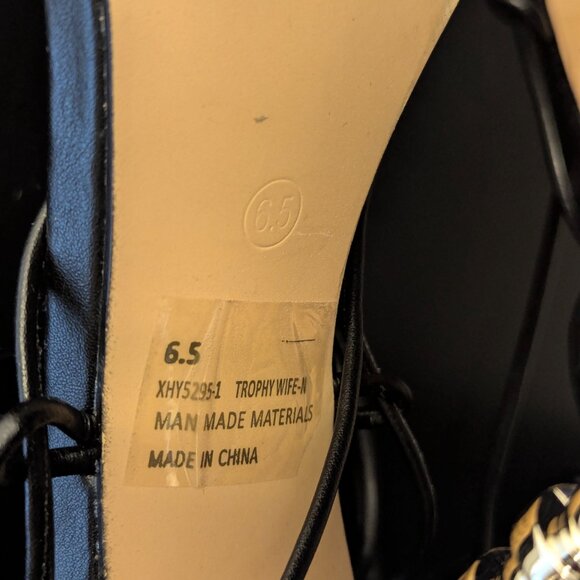 6.5
6.5
XHY5295-1 TROPHY WIFE-N
MAN MADE MATERIALS
MADE IN CHINA